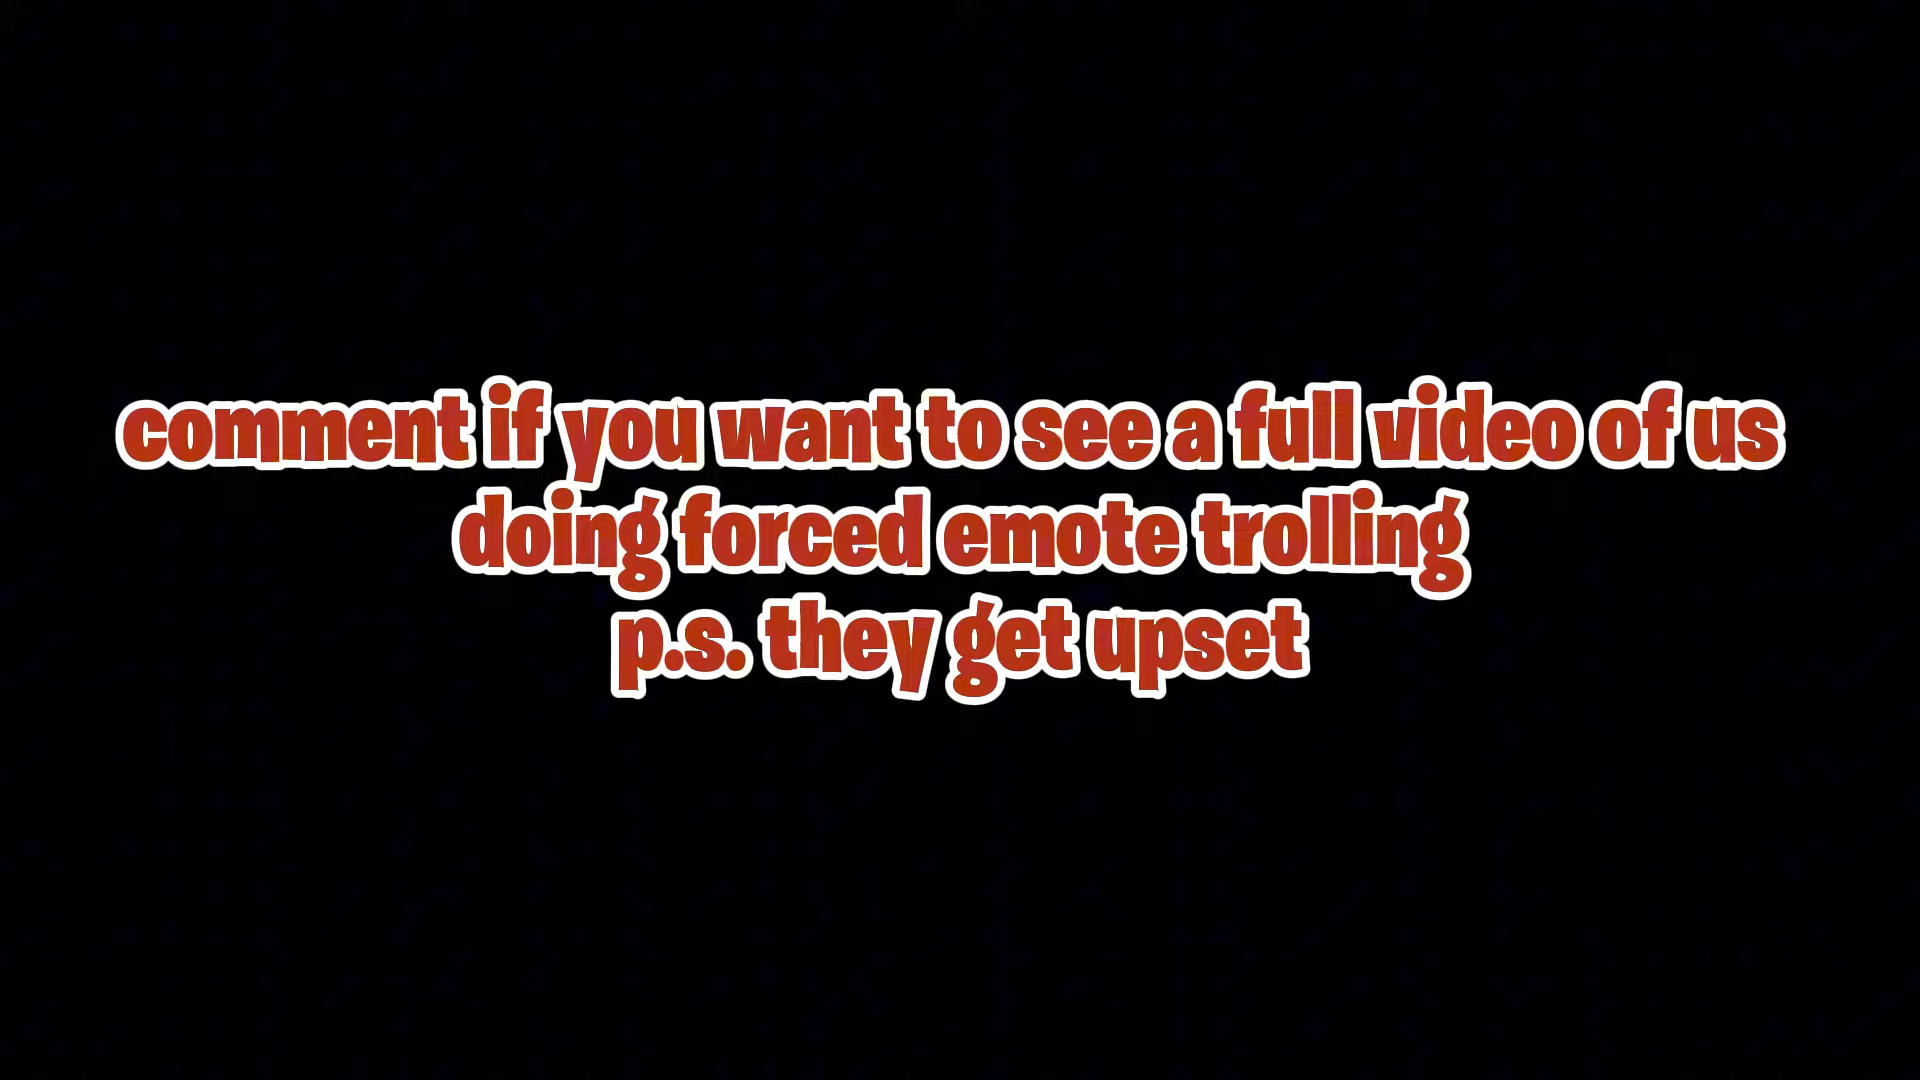 comment if you want to see a full video of us
doing forced emote trolling
p.s. they get upset